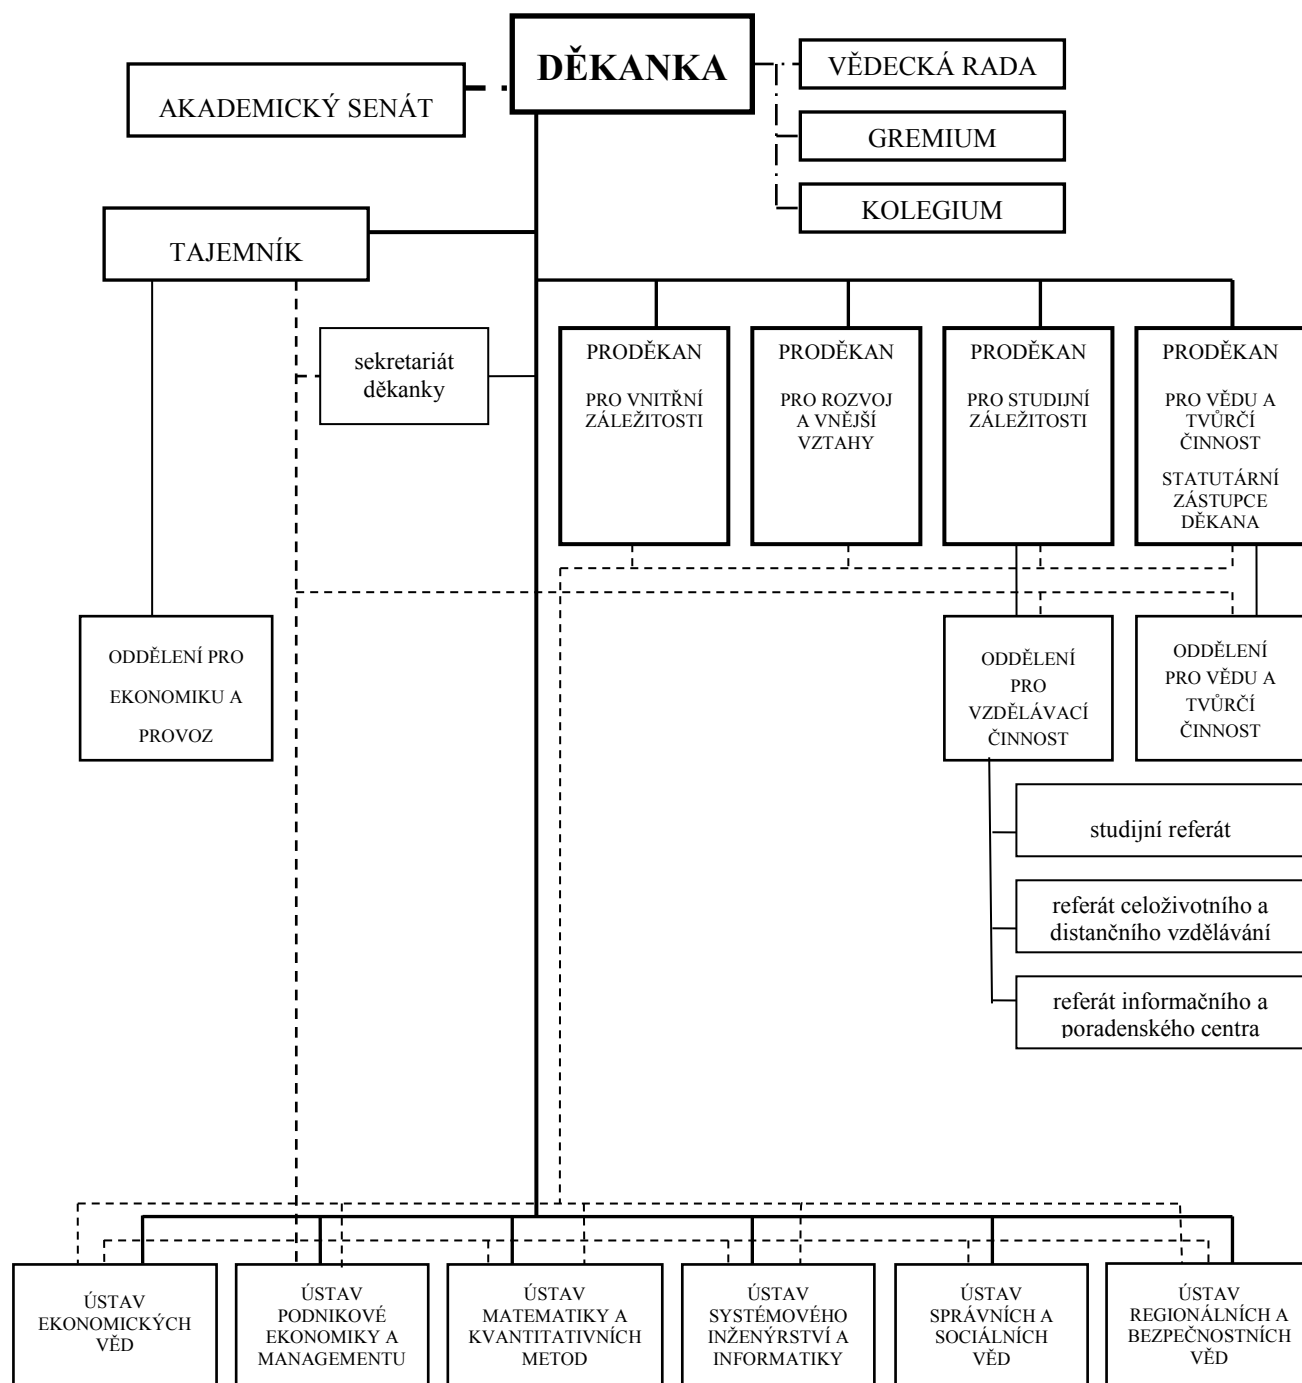 DĚKANKA
VĚDECKÁ RADA
AKADEMICKÝ SENÁT
GREMIUM
KOLEGIUM
TAJEMNÍK
sekretariát
děkanky
PRODĚKAN
PRO VNITŘNÍ
ZÁLEŽITOSTI
PRODĚKAN
PRO ROZVOJ
A VNĚJŠÍ
VZTAHY
PRODĚKAN
PRO STUDIJNÍ
ZÁLEŽITOSTI
PRODĚKAN
PRO VĚDU A
TVŮRČÍ
ČINNOST
STATUTÁRNÍ
ZÁSTUPCE
DĚKANA
ODDĚLENÍ PRO
EKONOMIKU A
PROVOZ
ODDĚLENÍ
PRO
VZDĚLÁVACÍ
ČINNOST
ODDĚLENÍ
PRO VĚDU A
TVŮRČÍ
ČINNOST
studijní referát
referát celoživotního a
distančního vzdělávání
referát informačního a
poradenského centra
ÚSTAV
EKONOMICKÝCH
VĚD
ÚSTAV
PODNIKOVÉ
EKONOMIKY A
MANAGEMENTU
ÚSTAV
MATEMATIKY A
KVANTITATIVNÍCH
METOD
ÚSTAV
SYSTÉMOVÉHO
INŽENÝRSTVÍ A
INFORMATIKY
ÚSTAV
SPRÁVNÍCH A
SOCIÁLNÍCH
VĚD
ÚSTAV
REGIONÁLNÍCH A
BEZPEČNOSTNÍCH
VĚD